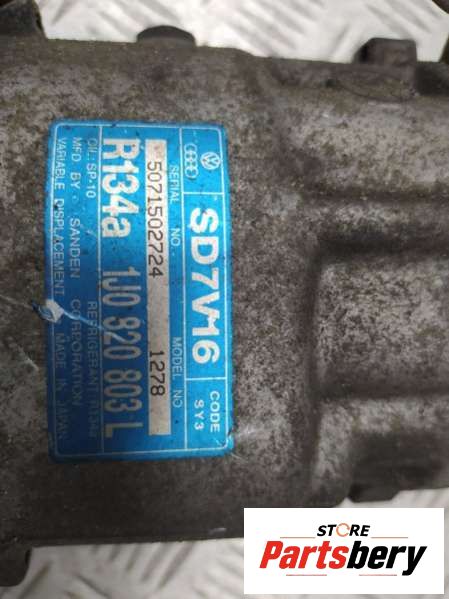 SD7V16
CODE
SY3
SERIAL NO.
MODEL NO.
5071502724 1278
R134a 1J0 820 803 L
OIL: SP-10
REFRIGERANT
MFD. BY SANDEN CORPORATION
VARIABLE DISPLACEMENT MADE IN JAPAN
STORE
Partsbery